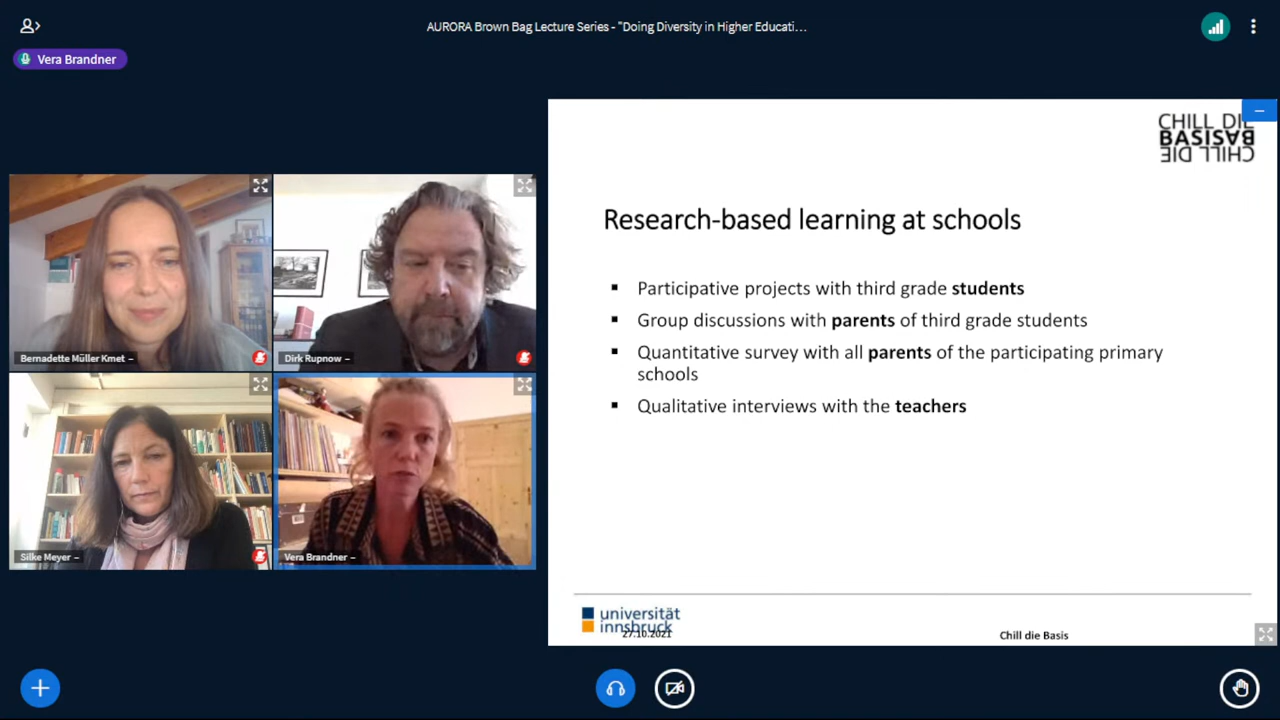 AURORA Brown Bag Lecture Series - "Doing Diversity in Higher Educati...
Vera Brandner
Bernadette Müller Kmet –
Dirk Rupnow –
Silke Meyer –
Vera Brandner –
CHILL DIE
BASIS
CHILL DIE
Research-based learning at schools
▪ Participative projects with third grade students
▪ Group discussions with parents of third grade students
▪ Quantitative survey with all parents of the participating primary
schools
▪ Qualitative interviews with the teachers
universität
innsbruck
27.10.2021
Chill die Basis